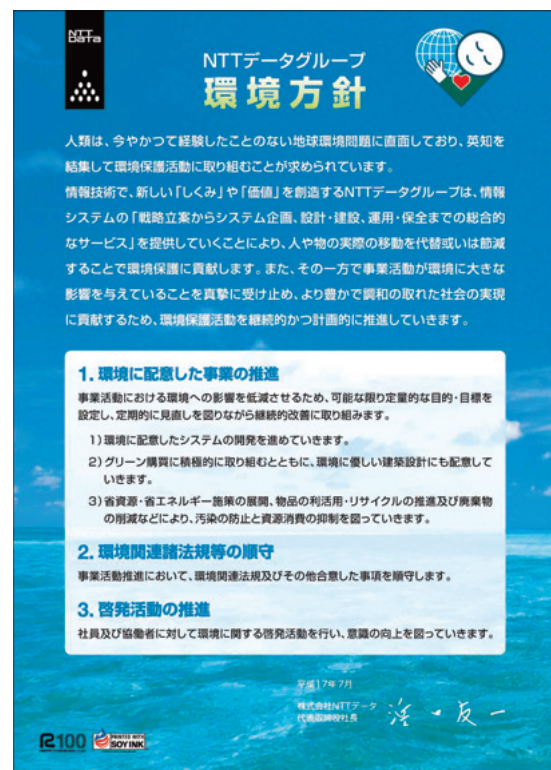 NTT
DATA
NTTデータグループ
環境方針
人類は、今やかつて経験したことのない地球環境問題に直面しており、英知を
結集して環境保護活動に取り組むことが求められています。
情報技術で、新しい「しくみ」や「価値」を創造するNTTデータグループは、情報
システムの「戦略立案からシステム企画、設計・建設、運用・保全までの総合的
なサービス」を提供していくことにより、人や物の実際の移動を代替或いは節減
することで環境保護に貢献します。また、その一方で事業活動が環境に大きな
影響を与えていることを真摯に受け止め、より豊かで調和の取れた社会の実現
に貢献するため、環境保護活動を継続的かつ計画的に推進していきます。
1. 環境に配意した事業の推進
事業活動における環境への影響を低減させるため、可能な限り定量的な目的・目標を
設定し、定期的に見直しを図りながら継続的改善に取り組みます。
1)環境に配意したシステムの開発を進めていきます。
2)グリーン購買に積極的に取り組むとともに、環境に優しい建築設計にも配意して
いきます。
3)省資源・省エネルギー施策の展開、物品の利活用・リサイクルの推進及び廃棄物
の削減などにより、汚染の防止と資源消費の抑制を図っていきます。
2. 環境関連諸法規等の順守
事業活動推進において、環境関連法規及びその他合意した事項を順守します。
3. 啓発活動の推進
社員及び協働者に対して環境に関する啓発活動を行い、意識の向上を図っていきます。
平成17年7月
株式会社NTTデータ
代表取締役社長
友一
R100
PRINTED WITH
SOY INK